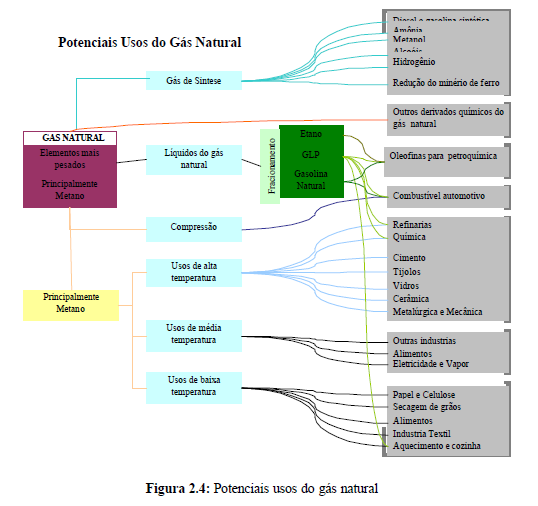 Potenciais Usos do Gás Natural
Diesel e gasolina sintética
Amônia
Metanol
Alcoóis
Hidrogênio
Redução do minério de ferro
Gás de Síntese
Outros derivados químicos do
gás natural
GÁS NATURAL
Elementos mais
pesados
Principalmente
Metano
Líquidos do gás
natural
Fracionamento
Etano
GLP
Gasolina
Natural
Oleofinas para petroquímica
Combustível automotivo
Compressão
Refinarias
Química
Cimento
Tijolos
Vidros
Cerâmica
Metalúrgica e Mecânica
Usos de alta
temperatura
Principalmente
Metano
Usos de média
temperatura
Outras industrias
Alimentos
Eletricidade e Vapor
Usos de baixa
temperatura
Papel e Celulose
Secagem de grãos
Alimentos
Industria Textil
Aquecimento e cozinha
Figura 2.4: Potenciais usos do gás natural